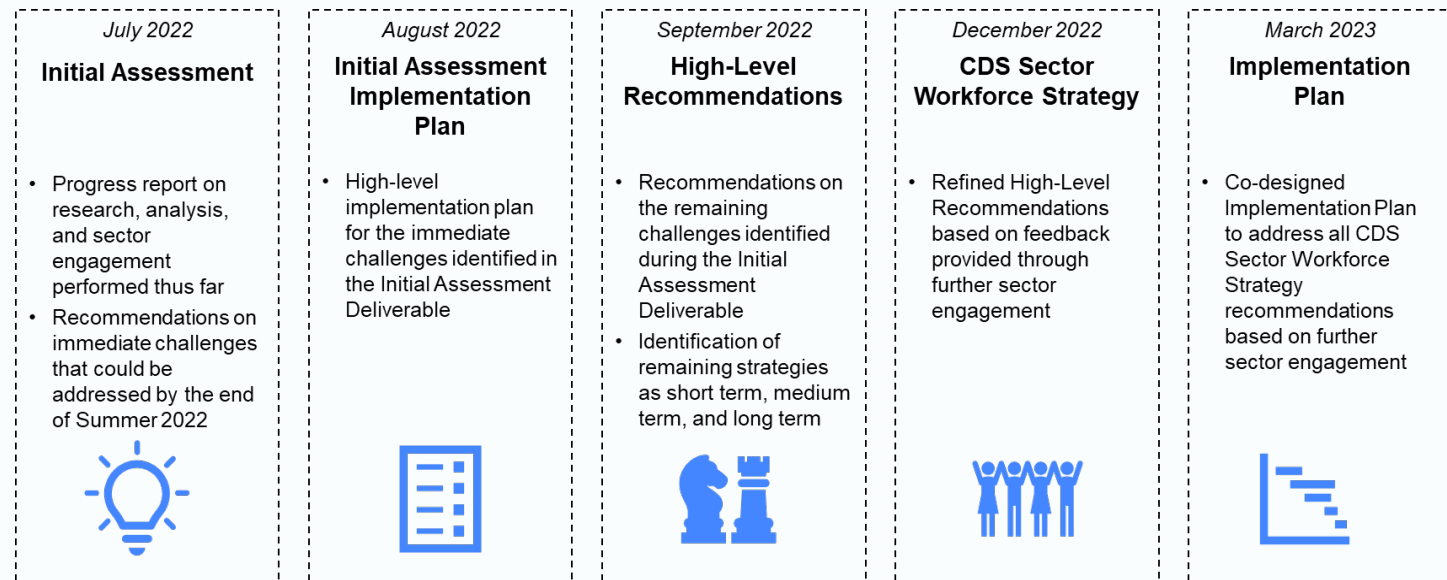 July 2022
Initial Assessment
• Progress report on
research, analysis,
and sector
engagement
performed thus far
• Recommendations on
immediate challenges
that could be
addressed by the end
of Summer 2022
August 2022
Initial Assessment
Implementation
Plan
• High-level
implementation plan
for the immediate
challenges identified in
the Initial Assessment
Deliverable
September 2022
High-Level
Recommendations
• Recommendations on
the remaining
challenges identified
during the Initial
Assessment
Deliverable
• Identification of
remaining strategies
as short term, medium
term, and long term
December 2022
CDS Sector
Workforce Strategy
• Refined High-Level
Recommendations
based on feedback
provided through
further sector
engagement
March 2023
Implementation
Plan
• Co-designed
Implementation Plan
to address all CDS
Sector Workforce
Strategy
recommendations
based on further
sector engagement